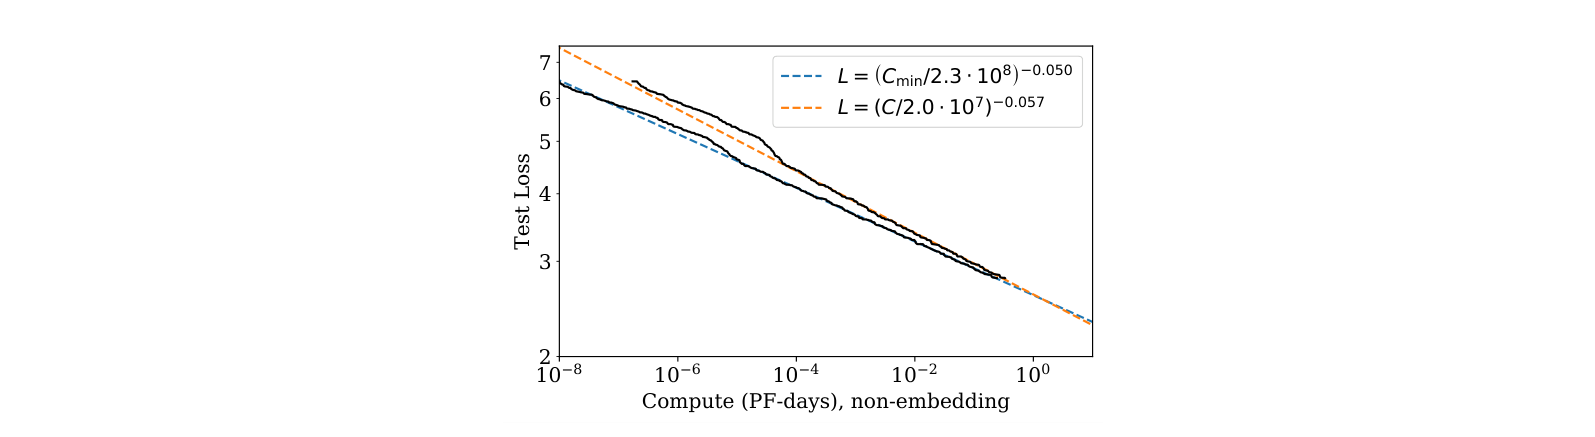 7
6
5
4
3
2
Test Loss
L = (C_min/2.3 · 10^8)^−0.050
L = (C/2.0 · 10^7)^−0.057
10^−8 10^−6 10^−4 10^−2 10^0
Compute (PF-days), non-embedding